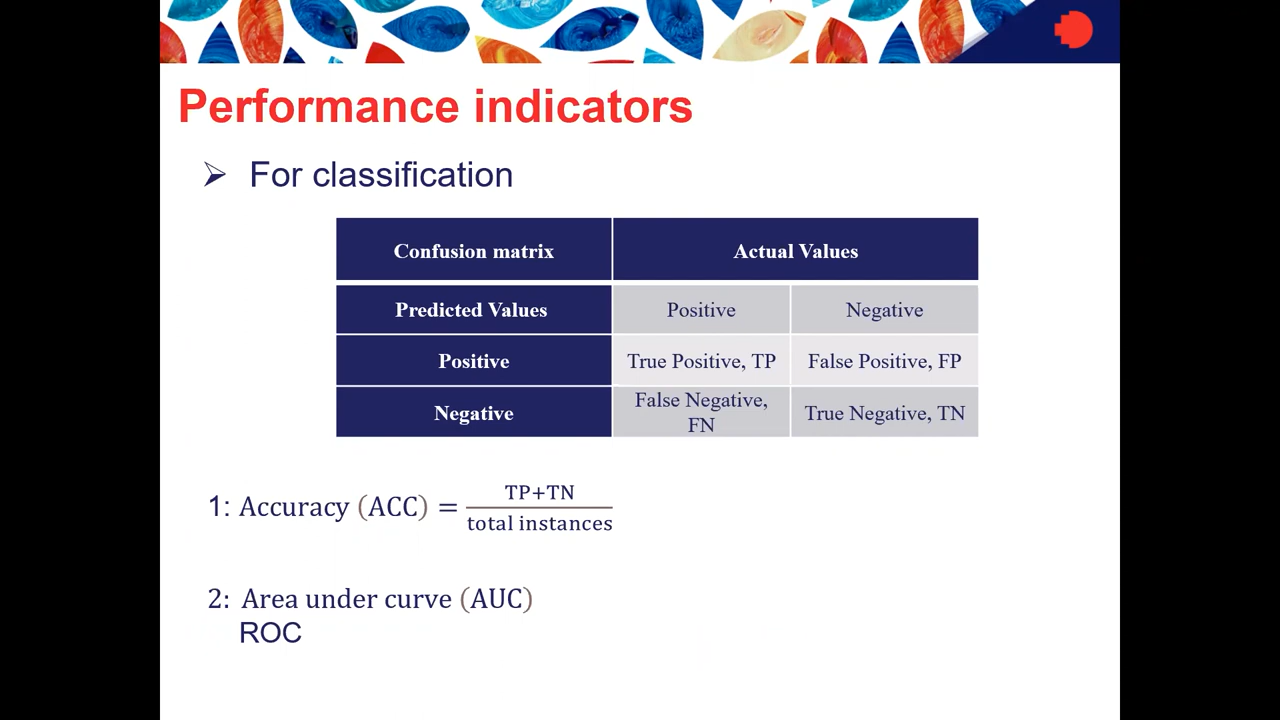 Performance indicators
➢ For classification
Confusion matrix Actual Values
Predicted Values Positive Negative
Positive True Positive, TP False Positive, FP
Negative False Negative, FN True Negative, TN
1: Accuracy (ACC) = TP+TN / total instances
2: Area under curve (AUC)
ROC